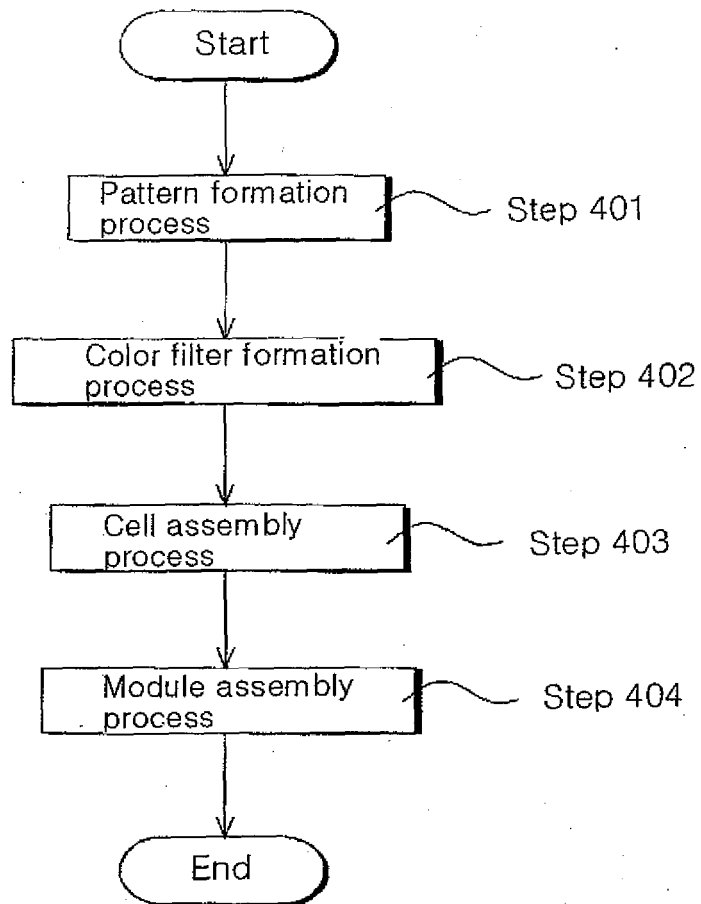 Start
Pattern formation
process
Step 401
Color filter formation
process
Step 402
Cell assembly
process
Step 403
Module assembly
process
Step 404
End